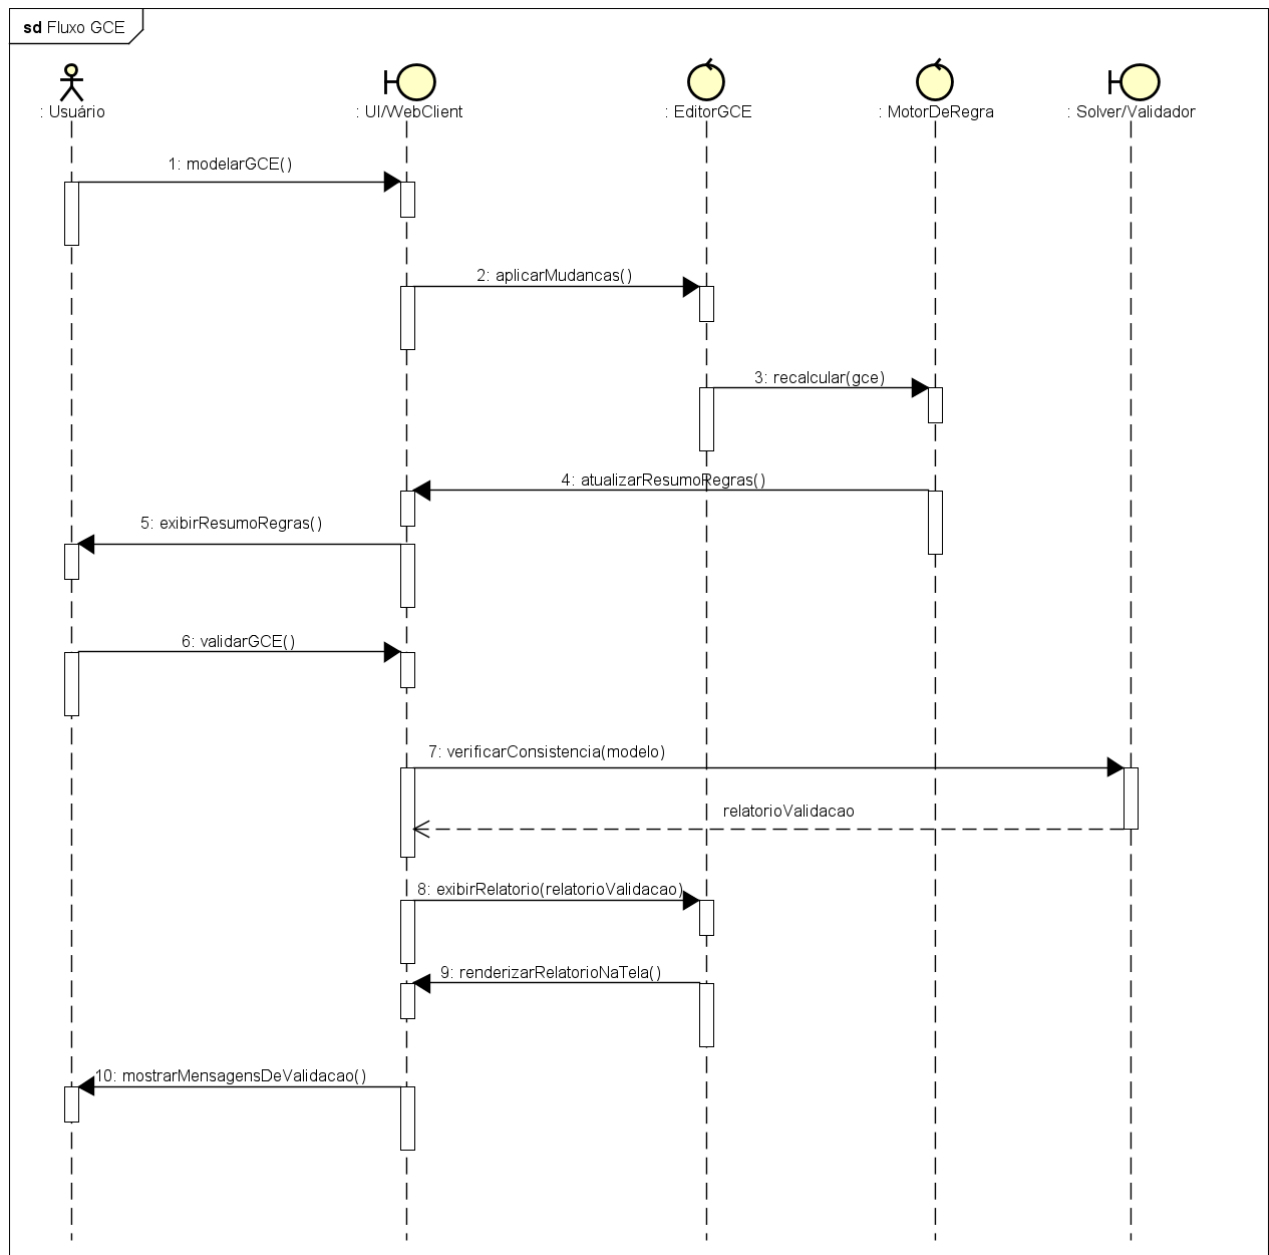 sd Fluxo GCE
: Usuário
: UI/WebClient
: EditorGCE
: MotorDeRegra
: Solver/Validador
1: modelarGCE()
2: aplicarMudancas()
3: recalcular(gce)
4: atualizarResumoRegras()
5: exibirResumoRegras()
6: validarGCE()
7: verificarConsistencia(modelo)
relatorioValidacao
8: exibirRelatorio(relatorioValidacao)
9: renderizarRelatorioNaTela()
10: mostrarMensagensDeValidacao()